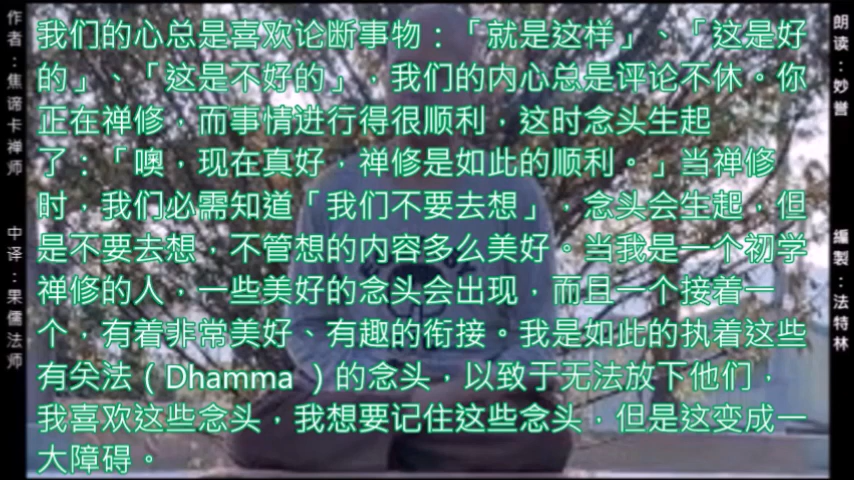 我们的心总是喜欢论断事物：「就是这样」、「这是好
的」、「这是不好的」，我们的内心总是评论不休。你
正在禅修，而事情进行得很顺利，这时念头生起
了：「噢，现在真好，禅修是如此的顺利。」当禅修
时，我们必需知道「我们不要去想」，念头会生起，但
是不要去想，不管想的内容多么美好。当我是一个初学
禅修的人，一些美好的念头会出现，而且一个接着一
个，有着非常美好、有趣的衔接。我是如此的执着这些
有关法（Dhamma ）的念头，以致于无法放下他们，
我喜欢这些念头，我想要记住这些念头，但是这变成一
大障碍。
作者：焦谛卡禅师
中译：果儒法师
朗读：妙誉
編製：法特林